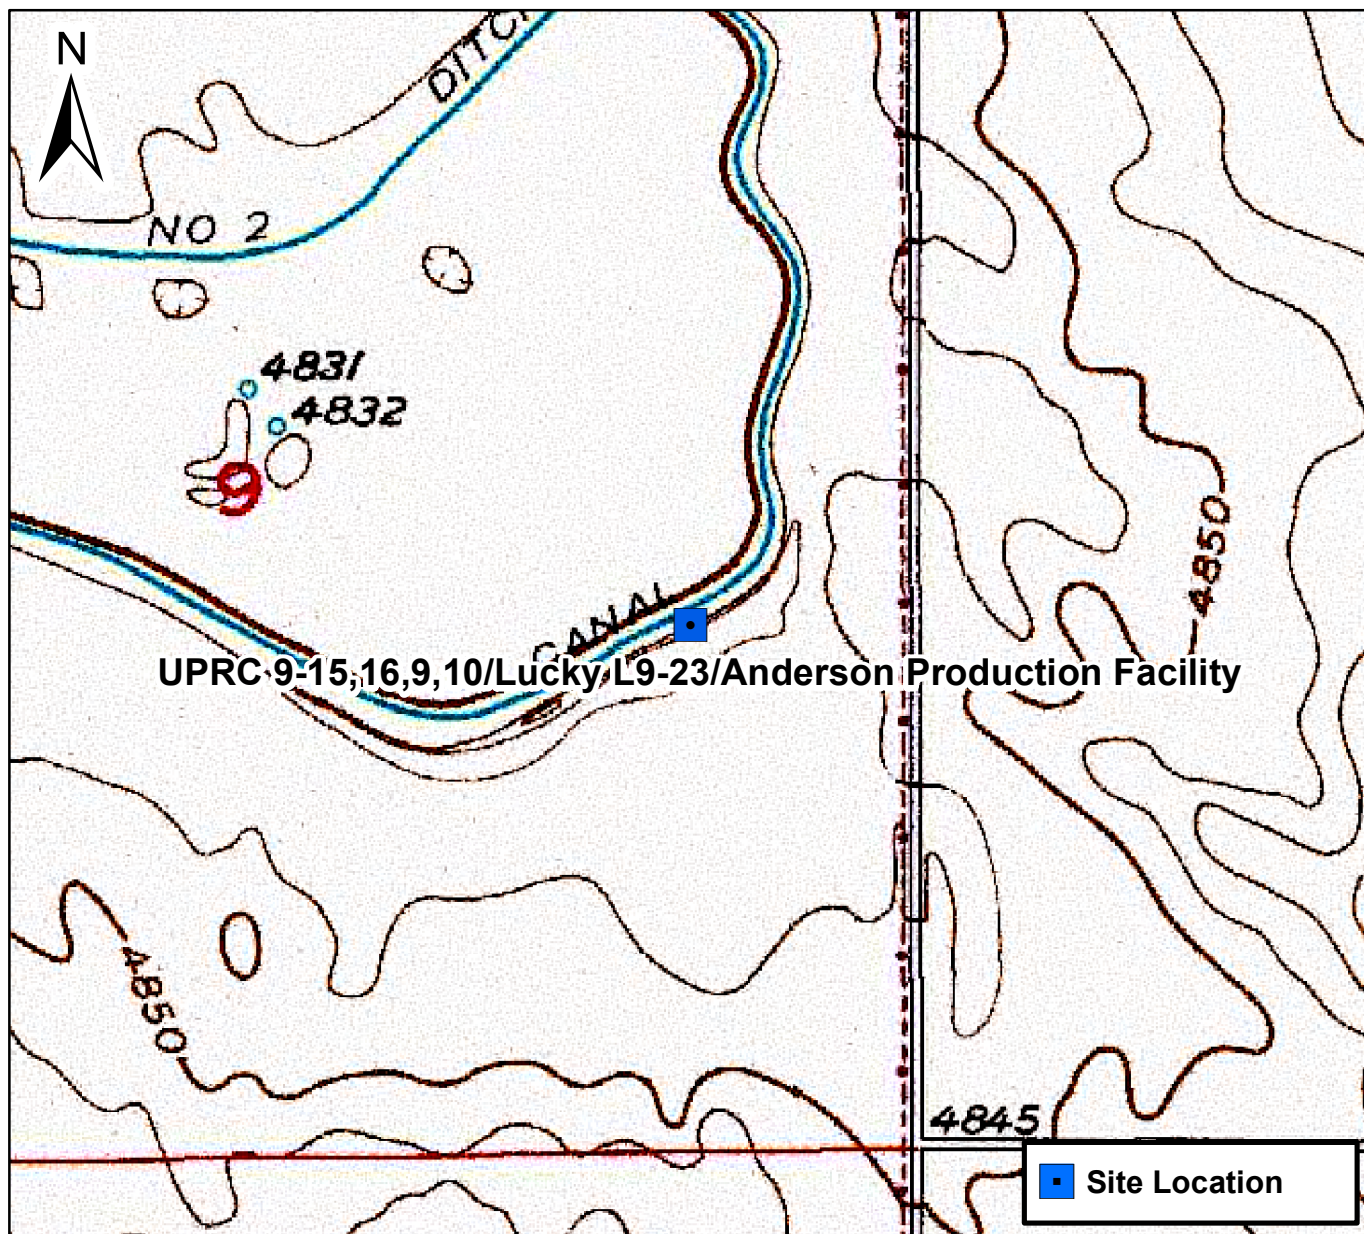 N
DITCH
NO 2
4831
4832
9
4850
CANAL
UPRC 9-15,16,9,10/Lucky L9-23/Anderson Production Facility
4850
4845
Site Location